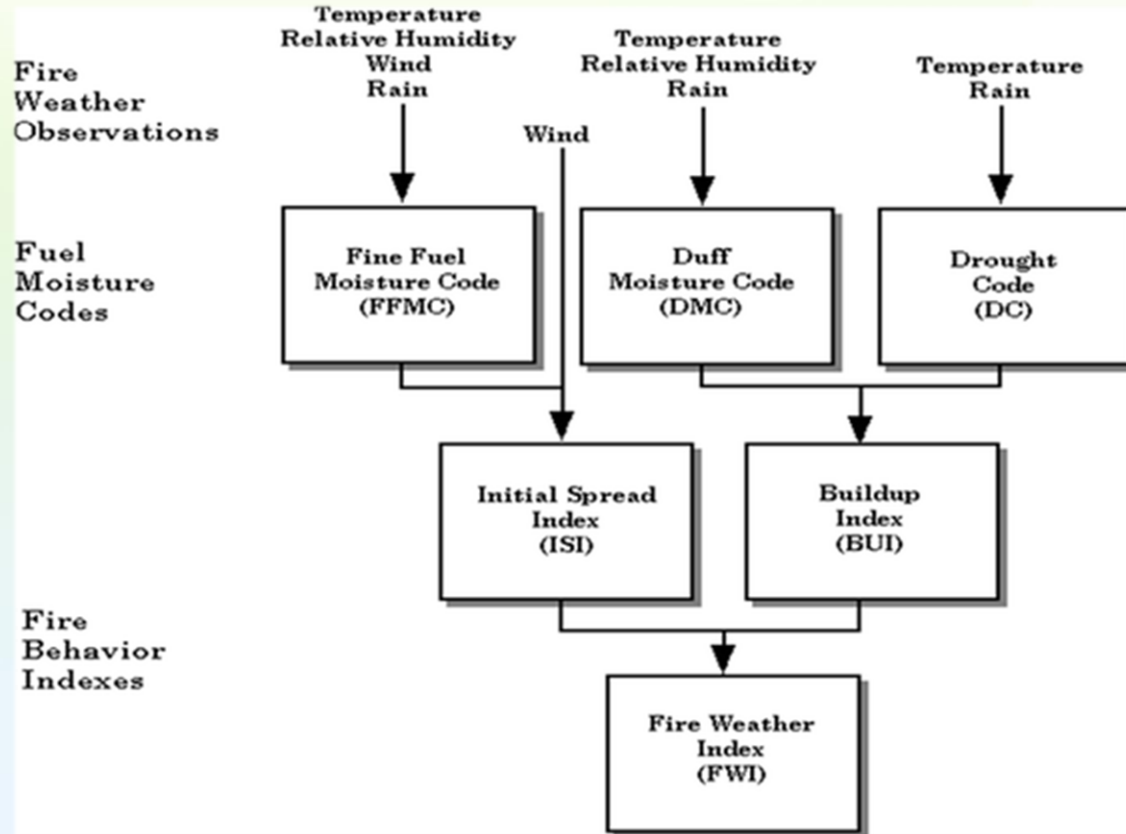 Fire
Weather
Observations
Temperature
Relative Humidity
Wind
Rain
Wind
Temperature
Relative Humidity
Rain
Temperature
Rain
Fuel
Moisture
Codes
Fine Fuel
Moisture Code
(FFMC)
Duff
Moisture Code
(DMC)
Drought
Code
(DC)
Initial Spread
Index
(ISI)
Buildup
Index
(BUI)
Fire
Behavior
Indexes
Fire Weather
Index
(FWI)